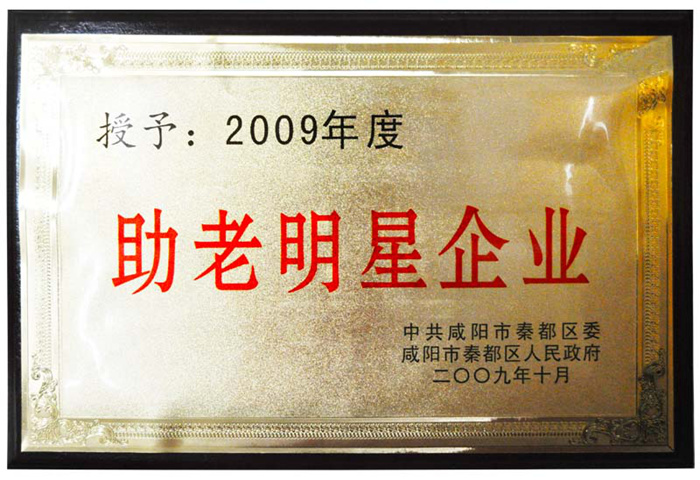 授予：2009年度
助老明星企业
中共咸阳市秦都区委
咸阳市秦都区人民政府
二〇〇九年十月